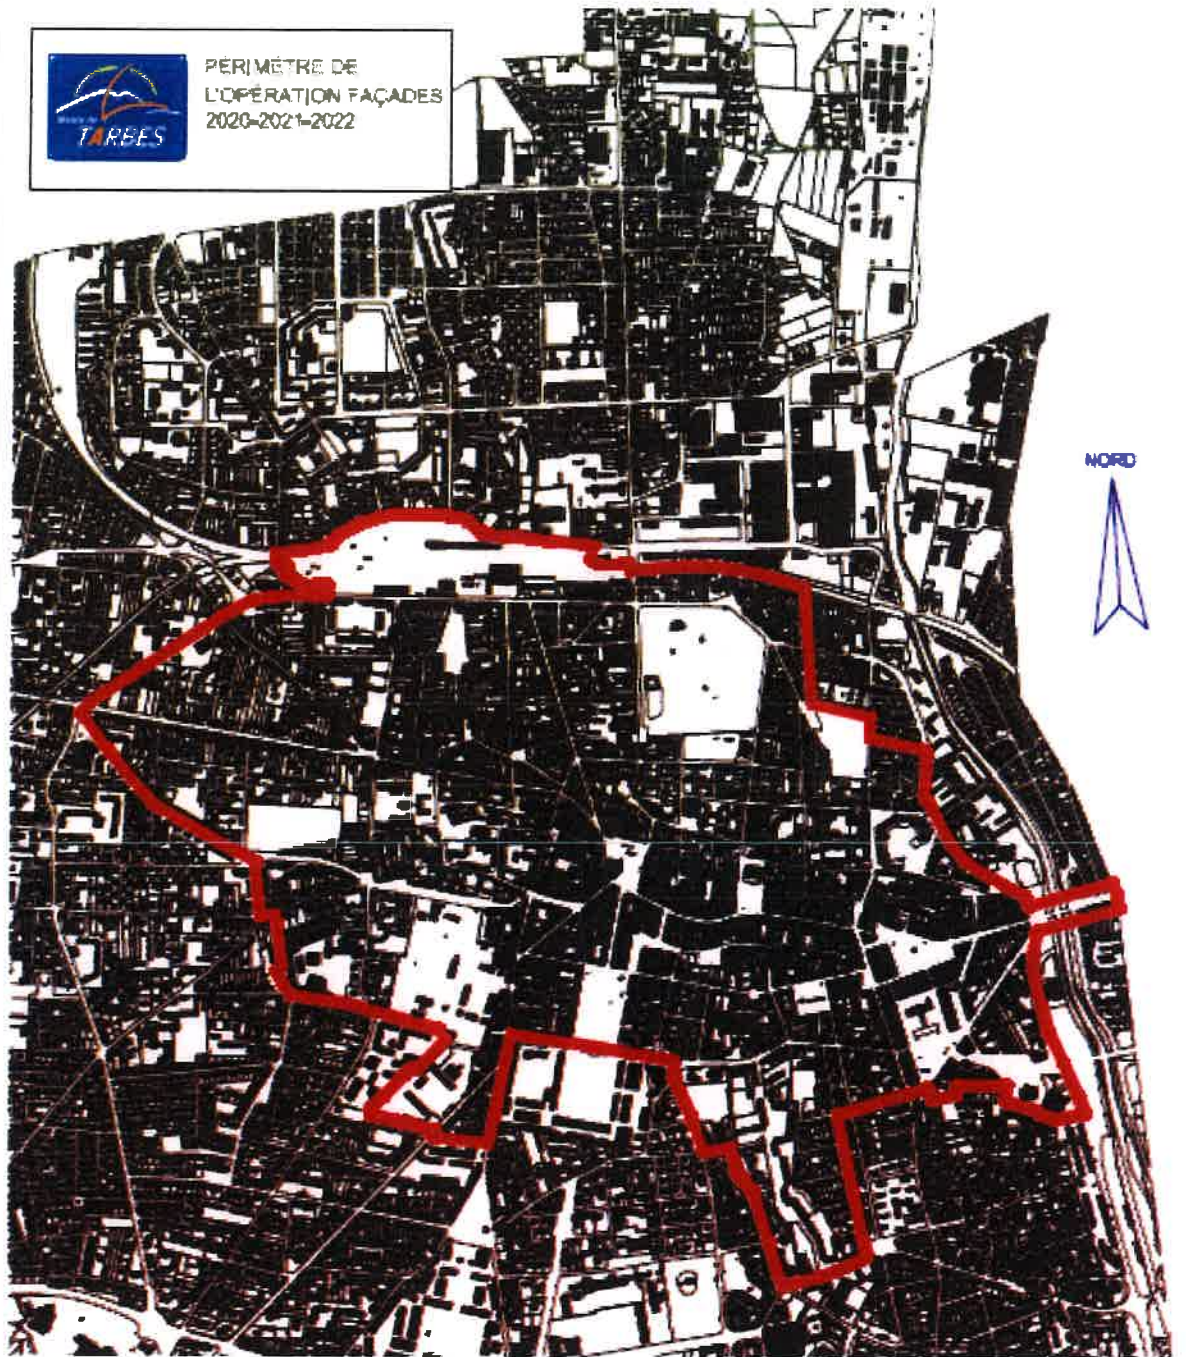 PÉRIMÈTRE DE
L'OPÉRATION FAÇADES
2020-2021-2022
TARBES
NORD